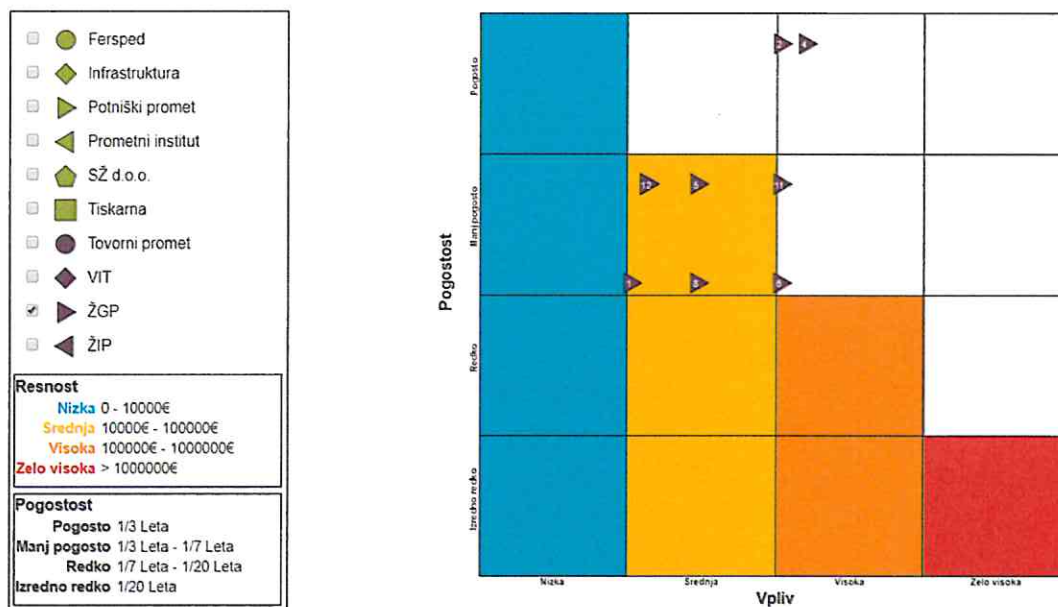 Fersped
Infrastruktura
Potniški promet
Prometni institut
SŽ d.o.o.
Tiskarna
Tovorni promet
VIT
ŽGP
ŽIP
Resnost
Nizka 0 - 10000€
Srednja 10000€ - 100000€
Visoka 100000€ - 1000000€
Zelo visoka > 1000000€
Pogostost
Pogosto 1/3 Leta
Manj pogosto 1/3 Leta - 1/7 Leta
Redko 1/7 Leta - 1/20 Leta
Izredno redko 1/20 Leta
Pogostost
Pogosto
Manj pogosto
Redko
Izredno redko
4
12
11
1
8
Nizka
Srednja
Visoka
Zelo visoka
Vpliv